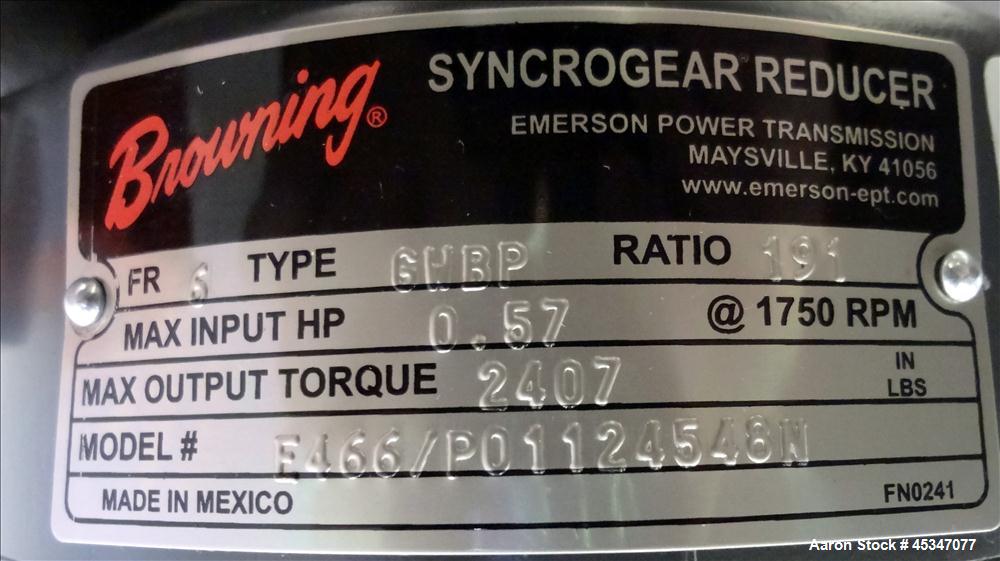 Browning®
SYNCROGEAR REDUCER
EMERSON POWER TRANSMISSION
MAYSVILLE, KY 41056
www.emerson-ept.com
FR 6 TYPE GWBP RATIO 191
MAX INPUT HP 0.57 @ 1750 RPM
MAX OUTPUT TORQUE 2407 IN LBS
MODEL # E466/P01124548N
MADE IN MEXICO FN0241
Aaron Stock # 45347077